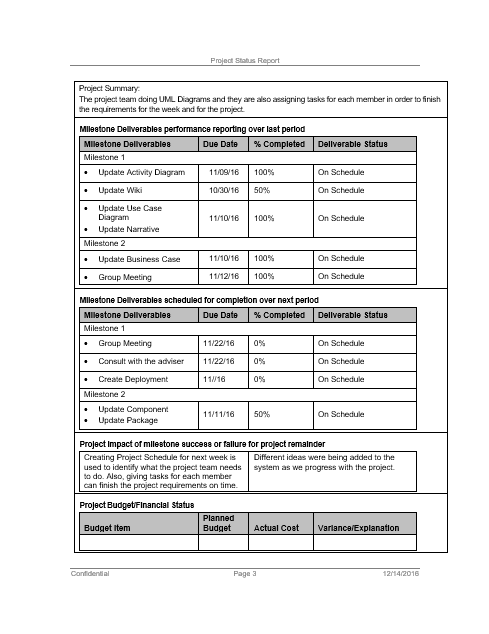 Project Status Report
Project Summary:
The project team doing UML Diagrams and they are also assigning tasks for each member in order to finish
the requirements for the week and for the project.
Milestone Deliverables performance reporting over last period
Milestone Deliverables Due Date % Completed Deliverable Status
Milestone 1
• Update Activity Diagram 11/09/16 100% On Schedule
• Update Wiki 10/30/16 50% On Schedule
• Update Use Case
Diagram
• Update Narrative
11/10/16 100% On Schedule
Milestone 2
• Update Business Case 11/10/16 100% On Schedule
• Group Meeting 11/12/16 100% On Schedule
Milestone Deliverables scheduled for completion over next period
Milestone Deliverables Due Date % Completed Deliverable Status
Milestone 1
• Group Meeting 11/22/16 0% On Schedule
• Consult with the adviser 11/22/16 0% On Schedule
• Create Deployment 11//16 0% On Schedule
Milestone 2
• Update Component
• Update Package
11/11/16 50% On Schedule
Project impact of milestone success or failure for project remainder
Creating Project Schedule for next week is
used to identify what the project team needs
to do. Also, giving tasks for each member
can finish the project requirements on time.
Different ideas were being added to the
system as we progress with the project.
Project Budget/Financial Status
Budget Item Planned
Budget Actual Cost Variance/Explanation
Confidential Page 3 12/14/2016